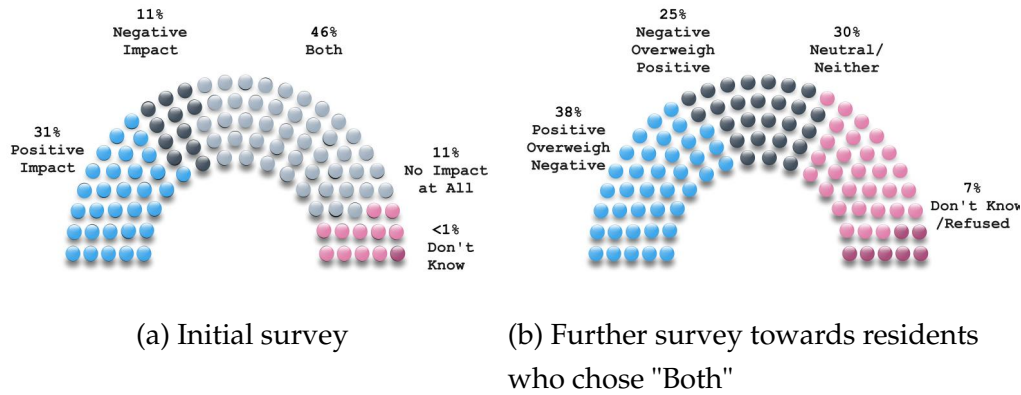 11%
Negative
Impact
46%
Both
31%
Positive
Impact
11%
No Impact
at All
<1%
Don't
Know
(a) Initial survey
25%
Negative
Overweigh
Positive
30%
Neutral/
Neither
38%
Positive
Overweigh
Negative
7%
Don't Know
/Refused
(b) Further survey towards residents
who chose "Both"